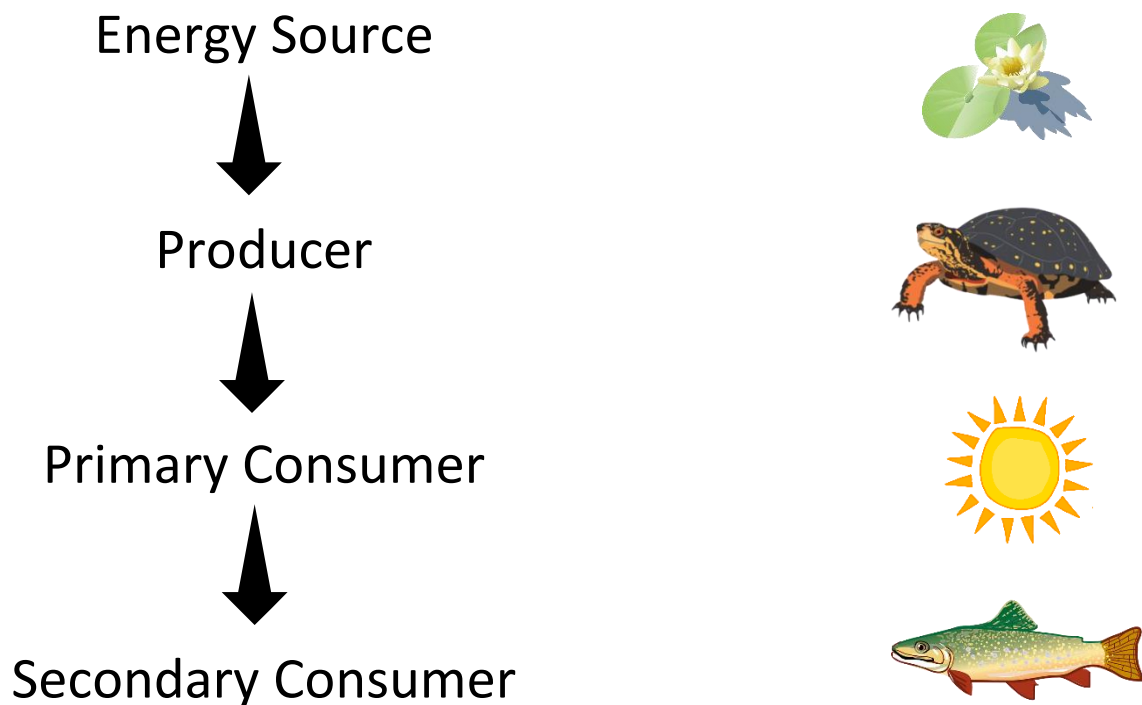 Energy Source
Producer
Primary Consumer
Secondary Consumer